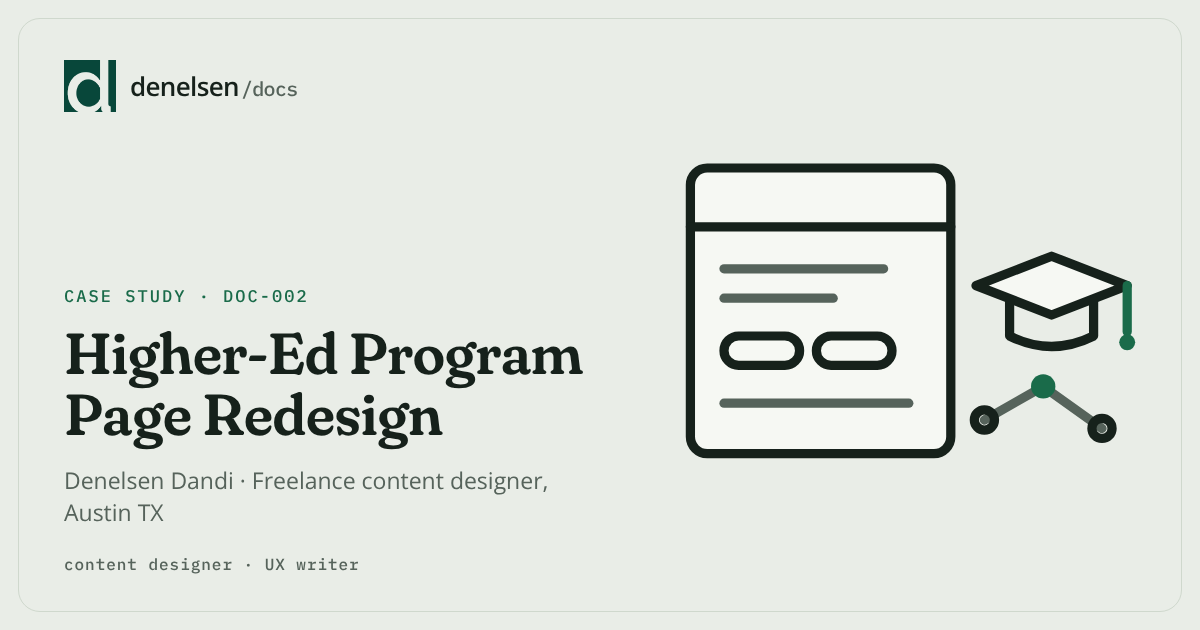 d denelsen/docs
CASE STUDY · DOC-002
Higher-Ed Program
Page Redesign
Denelsen Dandi · Freelance content designer,
Austin TX
content designer · UX writer